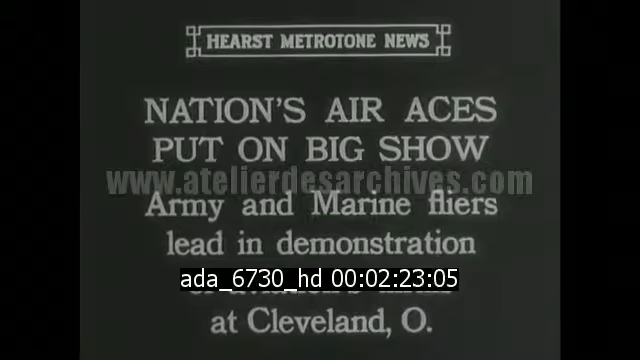 HEARST METROTONE NEWS
NATION'S AIR ACES
PUT ON BIG SHOW
www.atelierdesarchives.com
Army and Marine fliers
lead in demonstration
ada_6730_hd 00:02:23:05
at Cleveland, O.